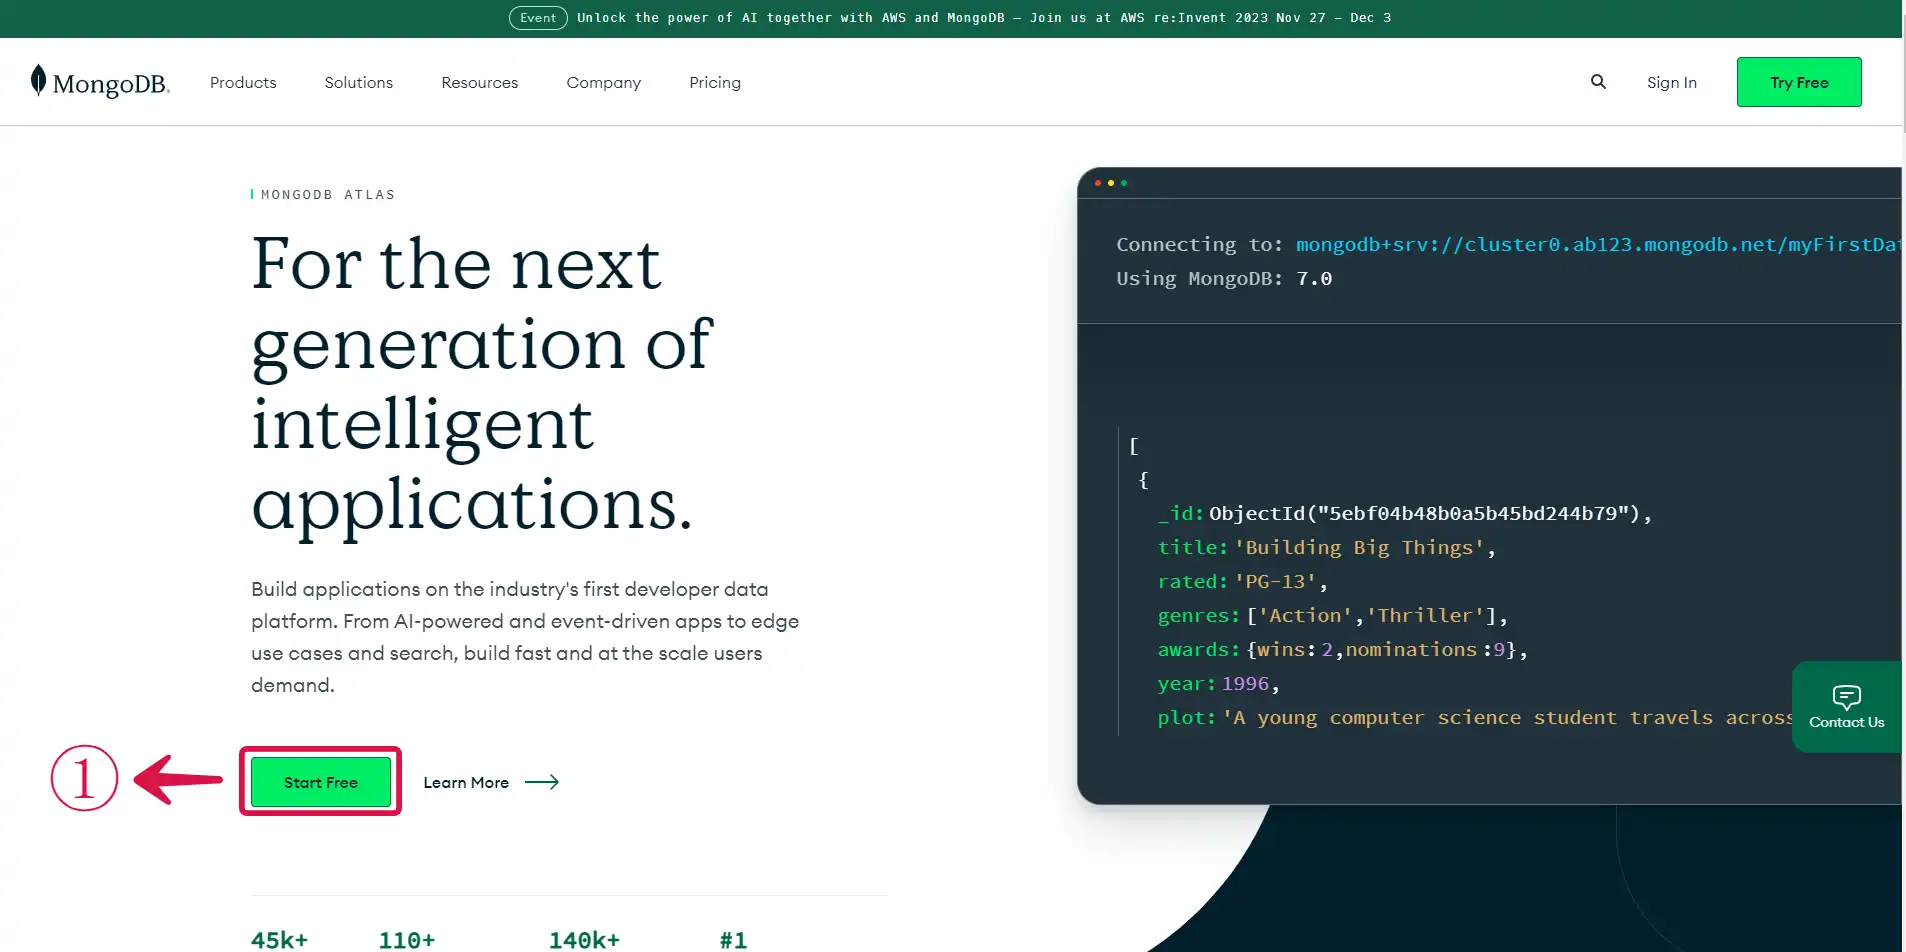 Event Unlock the power of AI together with AWS and MongoDB — Join us at AWS re:Invent 2023 Nov 27 - Dec 3
MongoDB. Products Solutions Resources Company Pricing Sign In Try Free
MONGODB ATLAS
For the next
generation of
intelligent
applications.
Build applications on the industry's first developer data
platform. From AI-powered and event-driven apps to edge
use cases and search, build fast and at the scale users
demand.
1 Start Free Learn More
45k+ 110+ 140k+ #1
Connecting to: mongodb+srv://cluster0.ab123.mongodb.net/myFirstDat
Using MongoDB: 7.0
[
{
_id: ObjectId("5ebf04b48b0a5b45bd244b79"),
title: 'Building Big Things',
rated: 'PG-13',
genres: ['Action','Thriller'],
awards: {wins: 2,nominations :9},
year: 1996,
plot: 'A young computer science student travels across
Contact Us